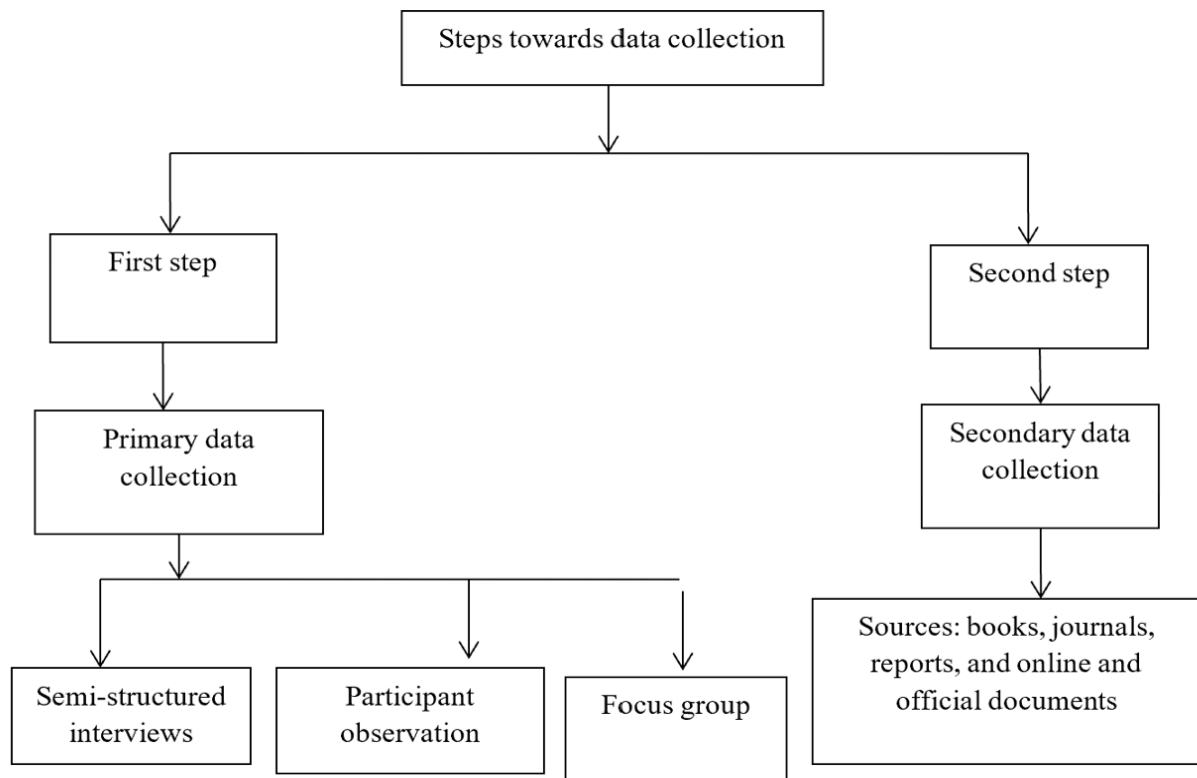 Steps towards data collection
First step
Second step
Primary data
collection
Secondary data
collection
Semi-structured
interviews
Participant
observation
Focus group
Sources: books, journals,
reports, and online and
official documents